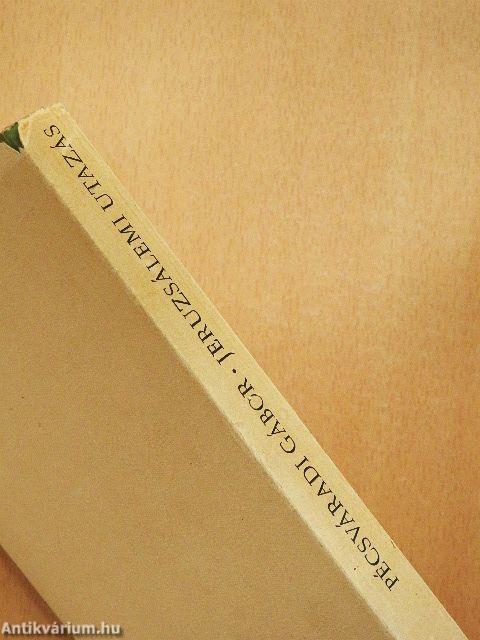 PÉCSVÁRADI GÁBOR · JERUZSÁLEMI UTAZÁS
Antikvárium.hu